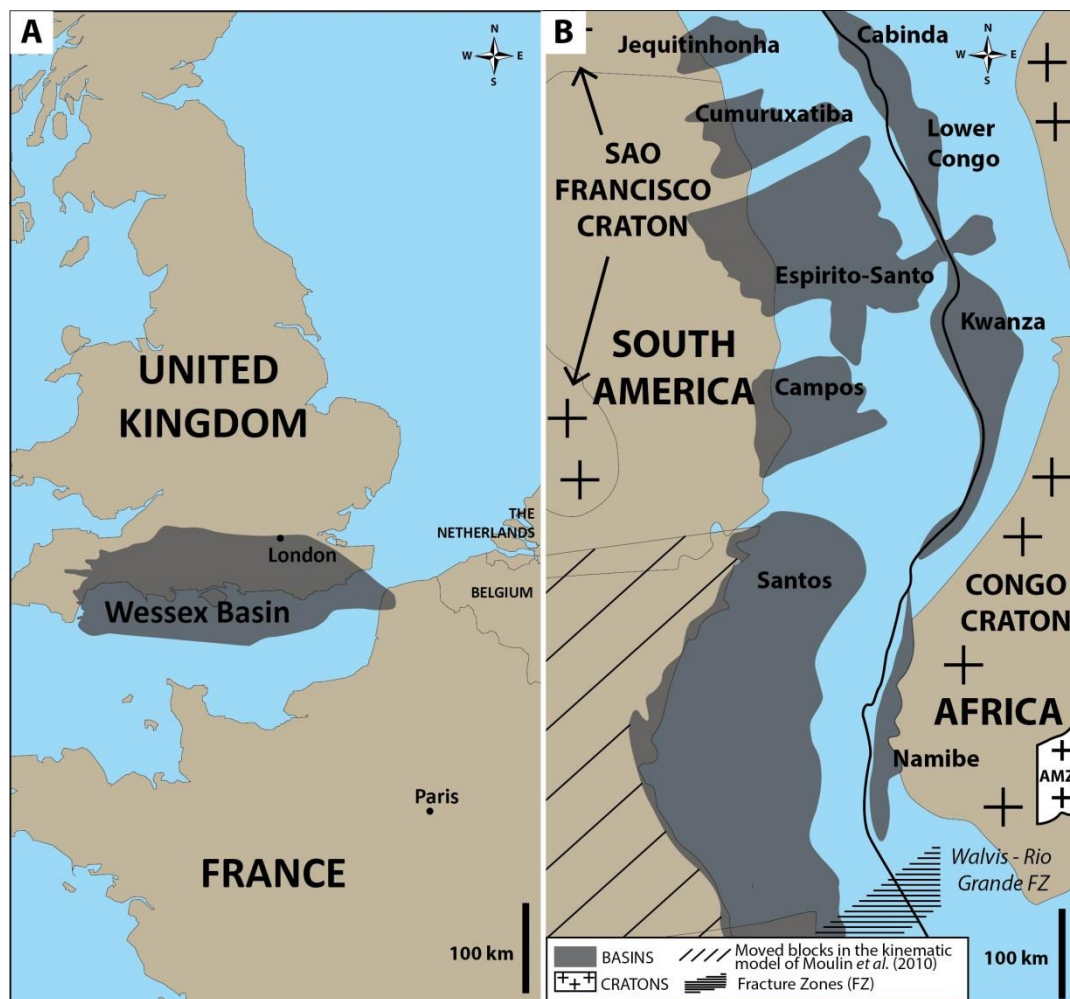 A
N
W E
S
UNITED
KINGDOM
THE
NETHERLANDS
London
BELGIUM
Wessex Basin
Paris
FRANCE
100 km
B
N
W E
S
Jequitinhonha
Cabinda
Cumuruxatiba
Lower
Congo
SAO
FRANCISCO
CRATON
Espirito-Santo
Kwanza
SOUTH
AMERICA
Campos
Santos
CONGO
CRATON
AFRICA
Namibe
AMZ
Walvis - Rio
Grande FZ
BASINS
CRATONS
Moved blocks in the kinematic
model of Moulin et al. (2010)
Fracture Zones (FZ)
100 km